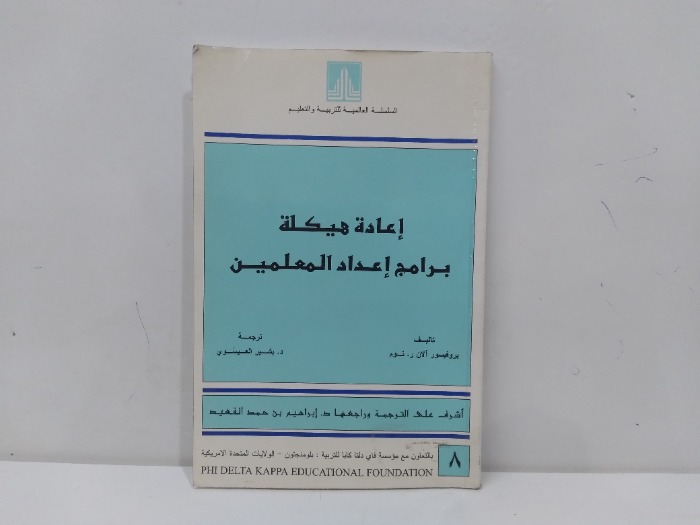 السلسلة العالمية للتربية والتعليم
إعادة هيكلة
برامج إعداد المعلمين
تاليف
بروفيسور آلان ر. توم
ترجمة
د. بشير العيسوي
أشرف على الترجمة وراجعها د. إبراهيم بن حمد القعيد
٨
بالتعاون مع مؤسسة فاي دلتا كابا للتربية : بلومنجتون - الولايات المتحدة الامريكية
PHI DELTA KAPPA EDUCATIONAL FOUNDATION